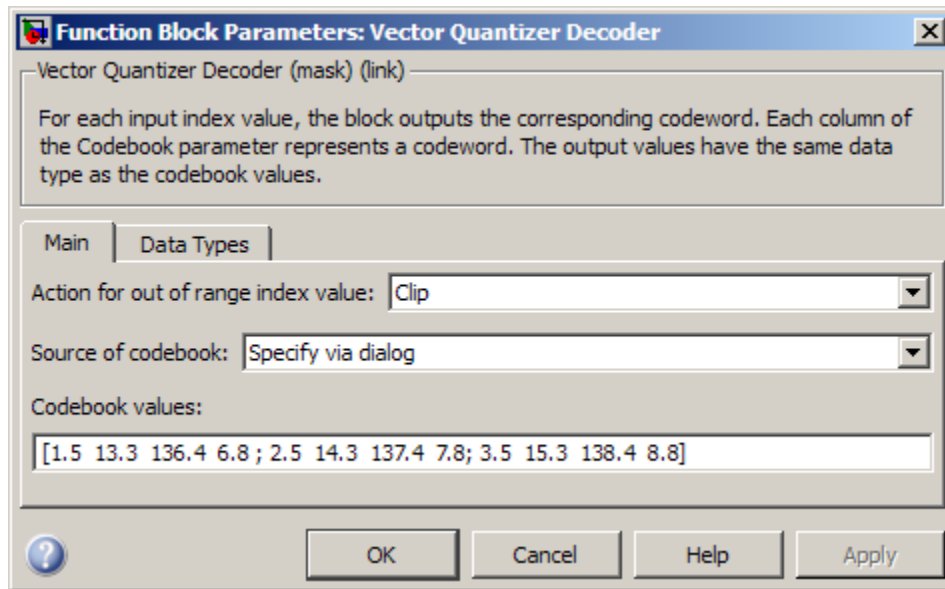 Function Block Parameters: Vector Quantizer Decoder
Vector Quantizer Decoder (mask) (link)
For each input index value, the block outputs the corresponding codeword. Each column of
the Codebook parameter represents a codeword. The output values have the same data
type as the codebook values.
Main Data Types
Action for out of range index value: Clip
Source of codebook: Specify via dialog
Codebook values:
[1.5 13.3 136.4 6.8 ; 2.5 14.3 137.4 7.8; 3.5 15.3 138.4 8.8]
? OK Cancel Help Apply